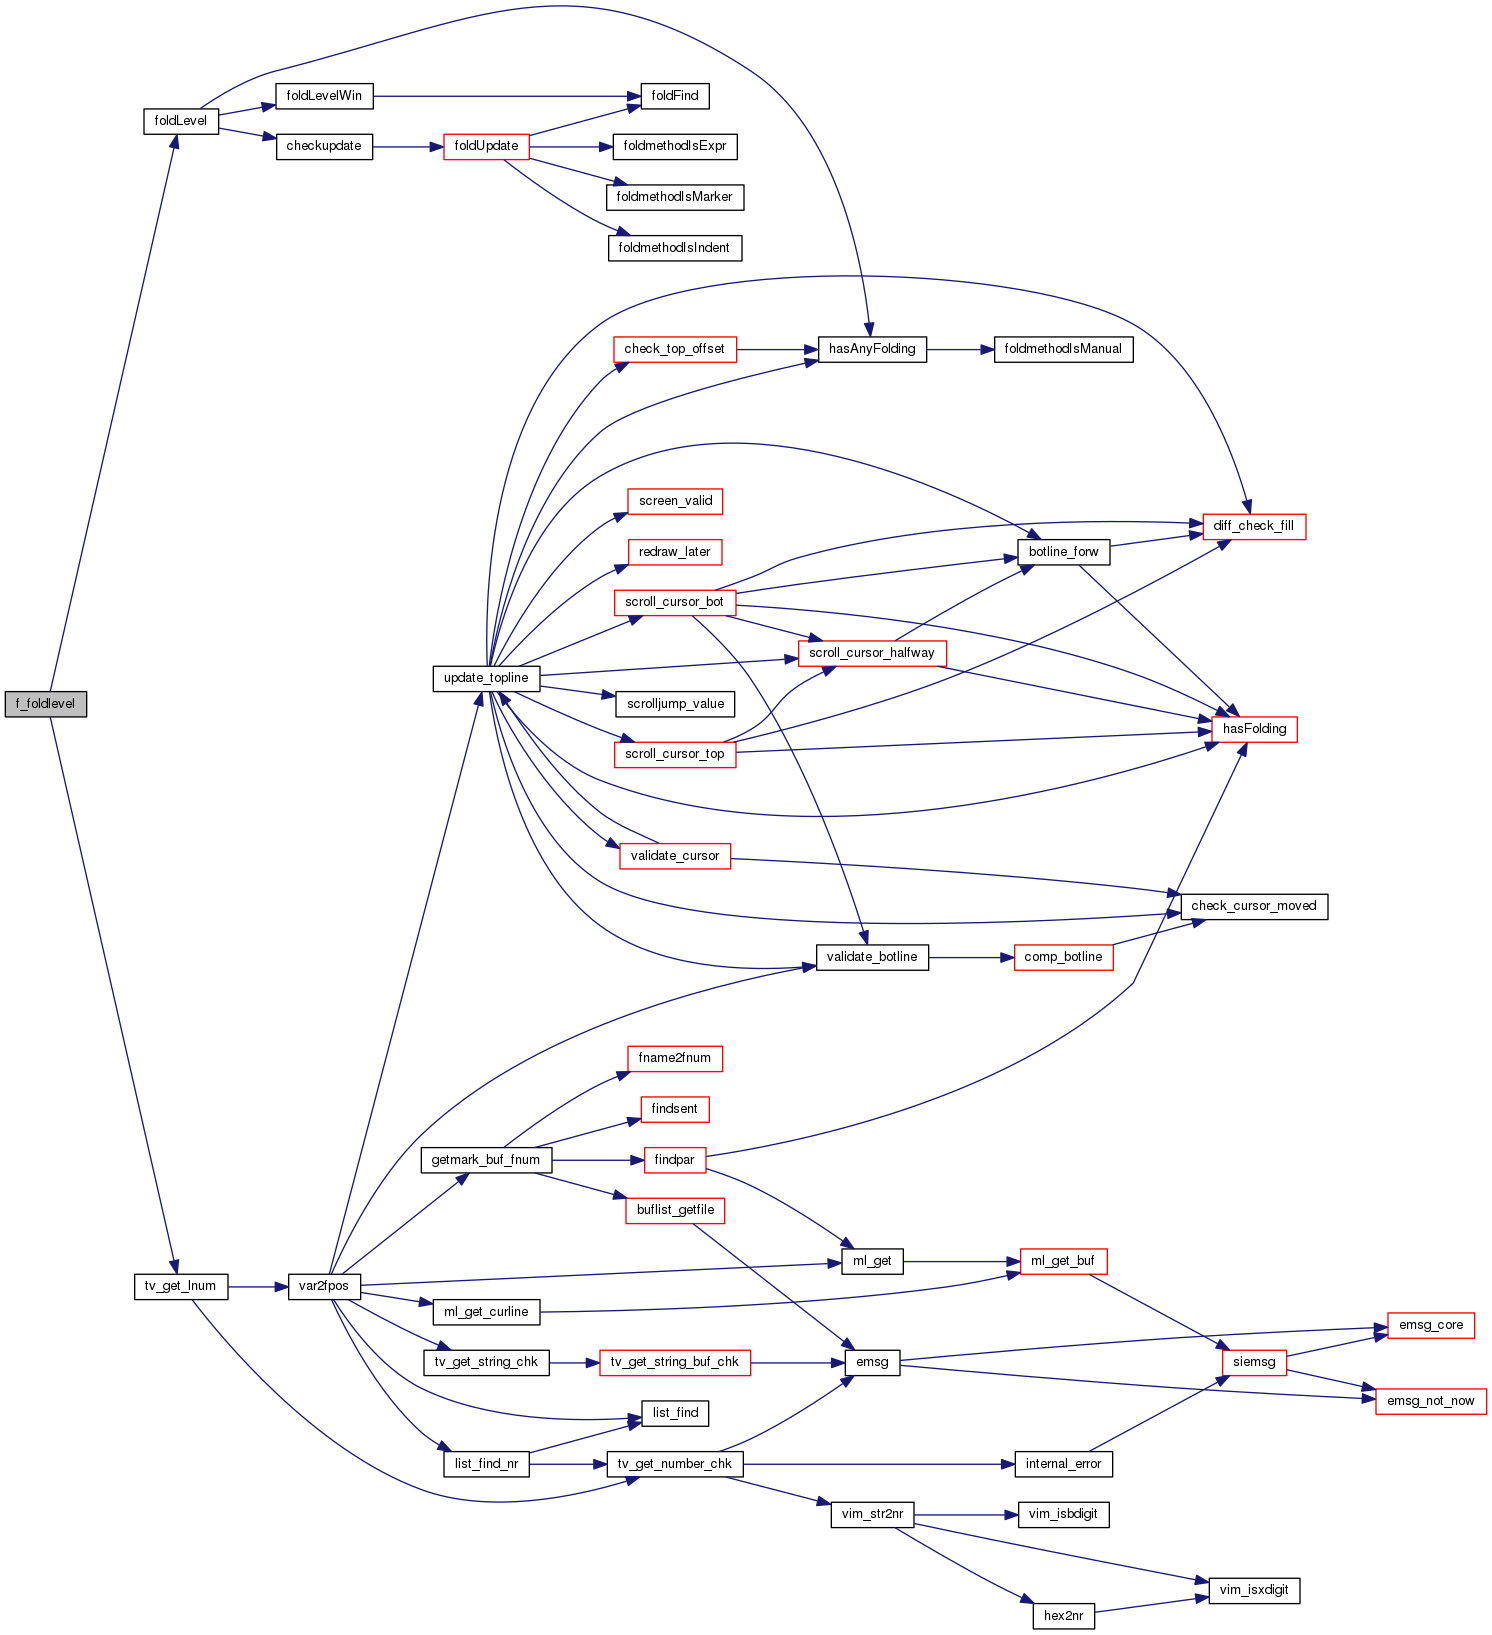 foldLevelWin
foldFind
foldLevel
checkupdate
foldUpdate
foldmethodIsExpr
foldmethodIsMarker
foldmethodIsIndent
check_top_offset
hasAnyFolding
foldmethodIsManual
screen_valid
diff_check_fill
redraw_later
botline_forw
scroll_cursor_bot
scroll_cursor_halfway
update_topline
f_foldlevel
scrolljump_value
hasFolding
scroll_cursor_top
validate_cursor
check_cursor_moved
validate_botline
comp_botline
fname2fnum
findsent
getmark_buf_fnum
findpar
buflist_getfile
ml_get
ml_get_buf
tv_get_lnum
var2fpos
ml_get_curline
emsg_core
tv_get_string_chk
tv_get_string_buf_chk
emsg
siemsg
emsg_not_now
list_find
list_find_nr
tv_get_number_chk
internal_error
vim_str2nr
vim_isbdigit
vim_isxdigit
hex2nr